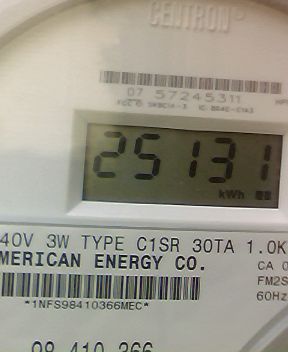 CENTRON
07 57245311
25131
kWh
40V 3W TYPE C1SR 30TA 1.0K
MERICAN ENERGY CO.
CA 0
FM2S
60Hz
*1NFS98410366MEC*
98 410 366